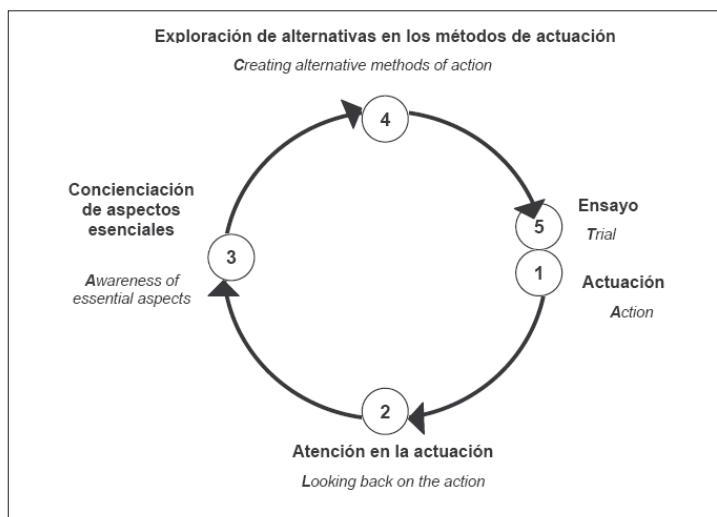 Exploración de alternativas en los métodos de actuación
Creating alternative methods of action
4
Concienciación
de aspectos
esenciales
3
Awareness of
essential aspects
5
Ensayo
Trial
1
Actuación
Action
2
Atención en la actuación
Looking back on the action